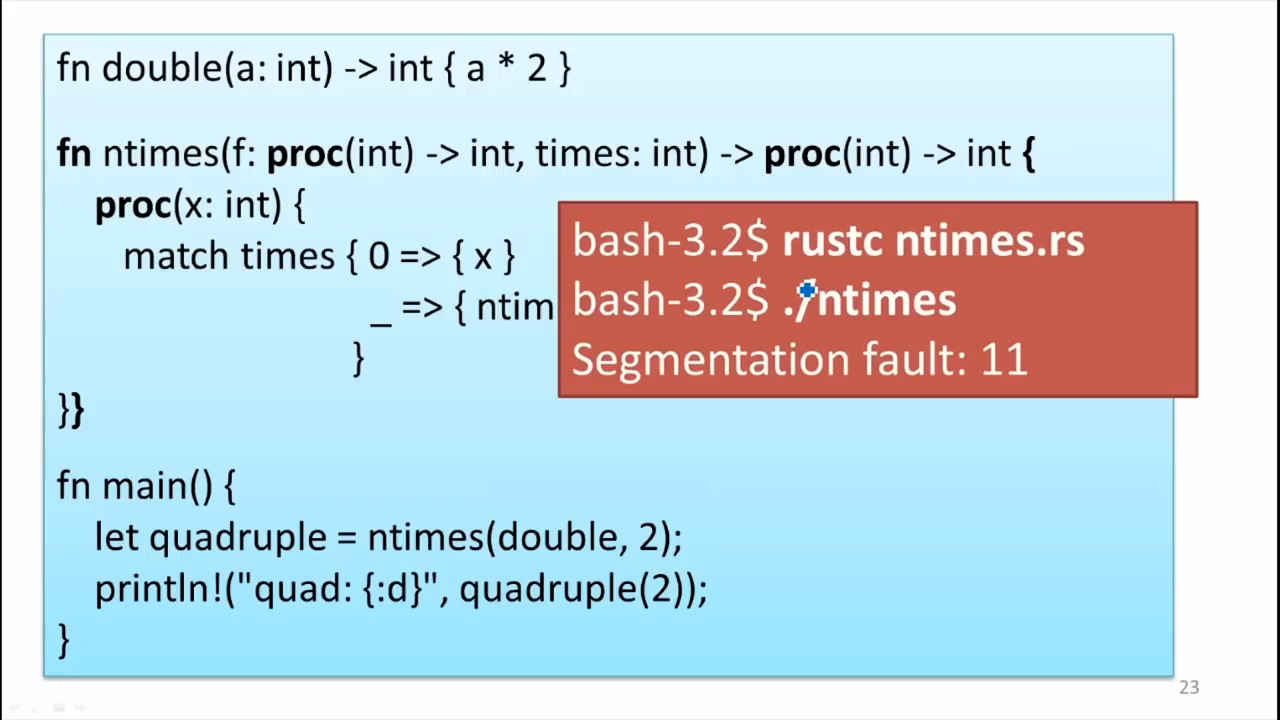 fn double(a: int) -> int { a * 2 }
fn ntimes(f: proc(int) -> int, times: int) -> proc(int) -> int {
proc(x: int) {
match times { 0 => { x }
_ => { ntim
}
}}
bash-3.2$ rustc ntimes.rs
bash-3.2$ ./ntimes
Segmentation fault: 11
fn main() {
let quadruple = ntimes(double, 2);
println!("quad: {:d}", quadruple(2));
}
23